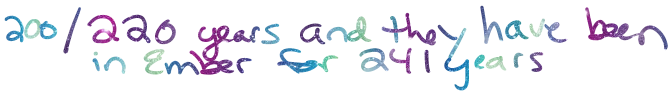 200/220 years and they have been
in Ember for 241 years